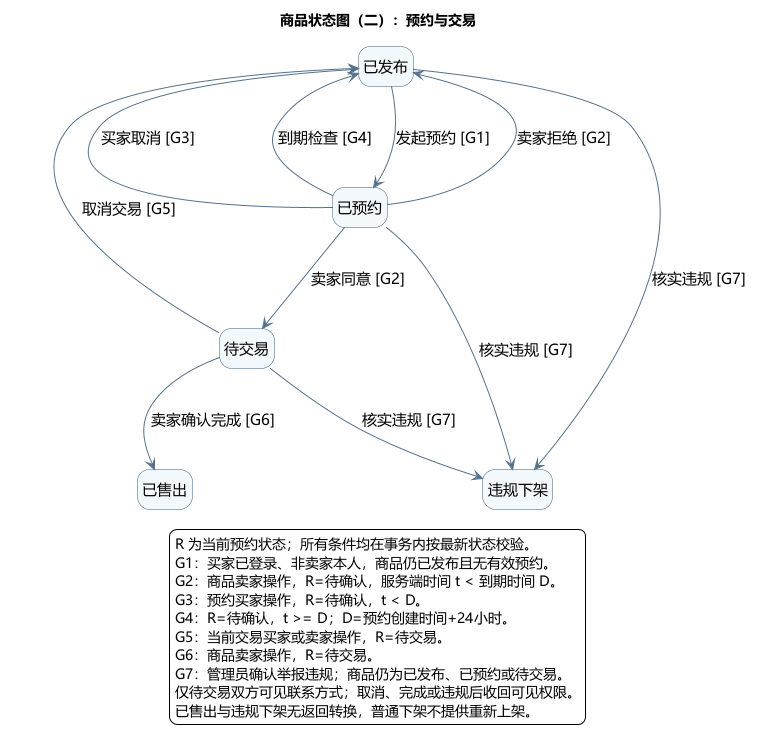 商品状态图（二）：预约与交易
已发布
买家取消 [G3]
到期检查 [G4]
发起预约 [G1]
卖家拒绝 [G2]
已预约
取消交易 [G5]
卖家同意 [G2]
核实违规 [G7]
待交易
核实违规 [G7]
卖家确认完成 [G6]
核实违规 [G7]
已售出
违规下架
R 为当前预约状态；所有条件均在事务内按最新状态校验。
G1：买家已登录、非卖家本人，商品仍已发布且无有效预约。
G2：商品卖家操作，R=待确认，服务端时间 t < 到期时间 D。
G3：预约买家操作，R=待确认，t < D。
G4：R=待确认，t >= D；D=预约创建时间+24小时。
G5：当前交易买家或卖家操作，R=待交易。
G6：商品卖家操作，R=待交易。
G7：管理员确认举报违规；商品仍为已发布、已预约或待交易。
仅待交易双方可见联系方式；取消、完成或违规后收回可见权限。
已售出与违规下架无返回转换，普通下架不提供重新上架。